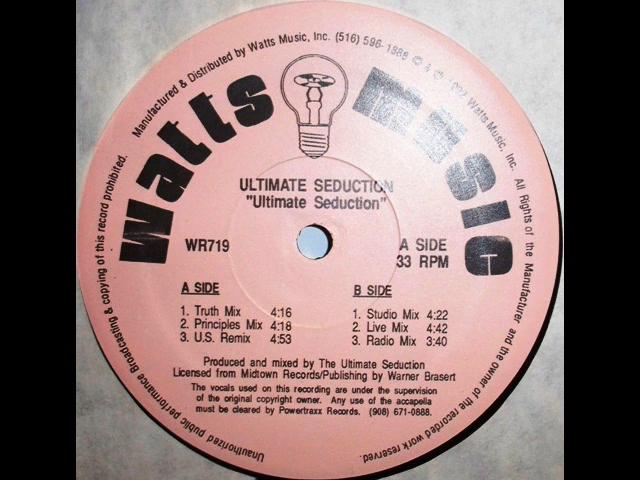 Watts Music
Manufactured & Distributed by Watts Music, Inc. (516) 596-1888 © & ℗ 1992 Watts Music, Inc. All Rights of the Manufacturer and the owner of the recorded work reserved.
Unauthorized public performance Broadcasting & copying of this record prohibited.
ULTIMATE SEDUCTION
"Ultimate Seduction"
WR719
A SIDE
33 RPM
A SIDE
1. Truth Mix 4:16
2. Principles Mix 4:18
3. U.S. Remix 4:53
B SIDE
1. Studio Mix 4:22
2. Live Mix 4:42
3. Radio Mix 3:40
Produced and mixed by The Ultimate Seduction
Licensed from Midtown Records/Publishing by Warner Brasert
The vocals used on this recording are under the supervision
of the original copyright owner. Any use of the accapella
must be cleared by Powertraxx Records. (908) 671-0888.